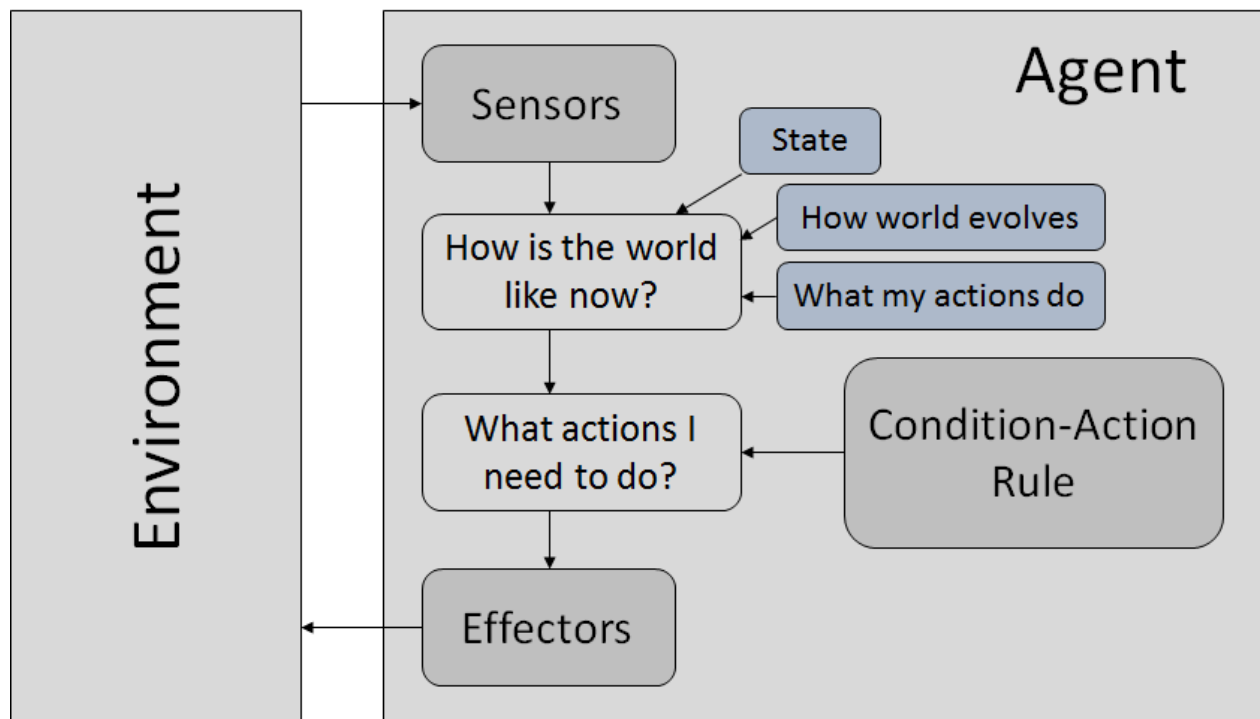 Environment
Agent
Sensors
State
How world evolves
How is the world
like now?
What my actions do
Condition-Action
Rule
What actions I
need to do?
Effectors